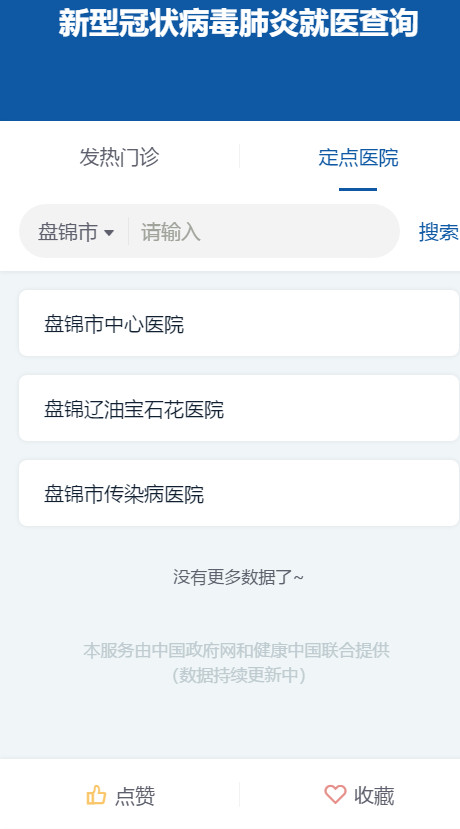 新型冠状病毒肺炎就医查询
发热门诊
定点医院
盘锦市 请输入 搜索
盘锦市中心医院
盘锦辽油宝石花医院
盘锦市传染病医院
没有更多数据了~
本服务由中国政府网和健康中国联合提供
（数据持续更新中）
点赞
收藏